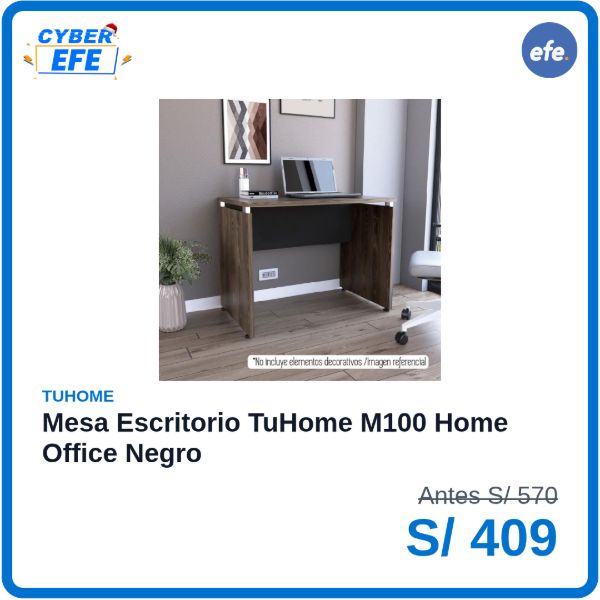 CYBER
EFE
efe.
*No incluye elementos decorativos /imagen referencial
TUHOME
Mesa Escritorio TuHome M100 Home
Office Negro
Antes S/ 570
S/ 409